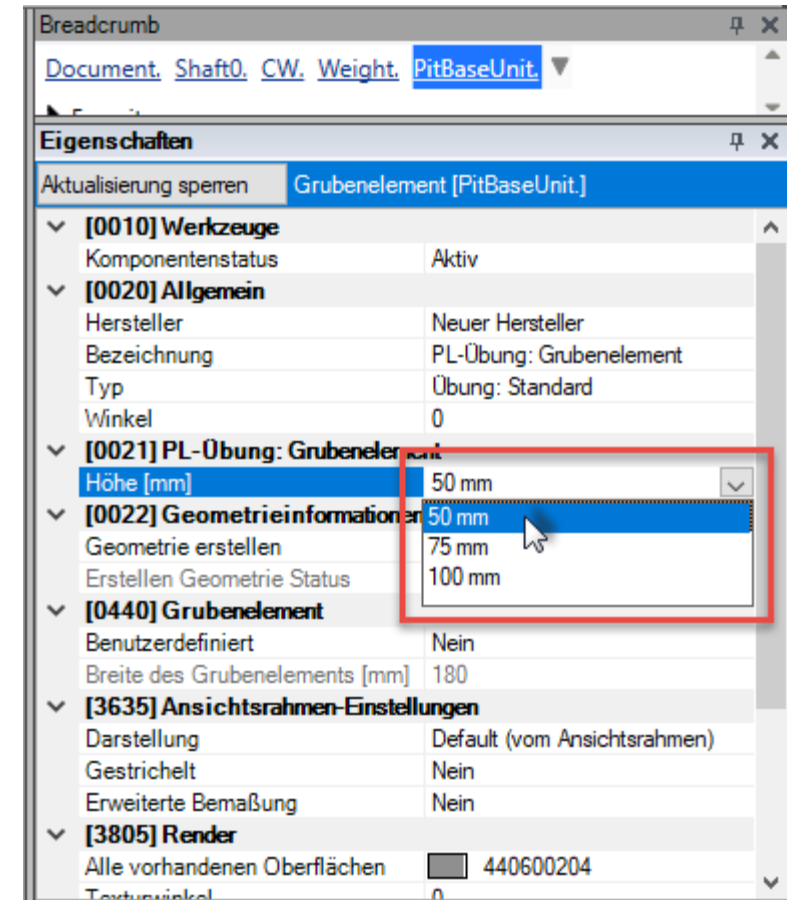 Breadcrumb
Document. Shaft0. CW. Weight. PitBaseUnit.
Eigenschaften
Aktualisierung sperren Grubenelement [PitBaseUnit.]
[0010] Werkzeuge
Komponentenstatus Aktiv
[0020] Allgemein
Hersteller Neuer Hersteller
Bezeichnung PL-Übung: Grubenelement
Typ Übung: Standard
Winkel 0
[0021] PL-Übung: Grubenelement
Höhe [mm] 50 mm
[0022] Geometrieinformationen 50 mm
Geometrie erstellen 75 mm
Erstellen Geometrie Status 100 mm
[0440] Grubenelement
Benutzerdefiniert Nein
Breite des Grubenelements [mm] 180
[3635] Ansichtsrahmen-Einstellungen
Darstellung Default (vom Ansichtsrahmen)
Gestrichelt Nein
Erweiterte Bemaßung Nein
[3805] Render
Alle vorhandenen Oberflächen 440600204
Texturwinkel 0